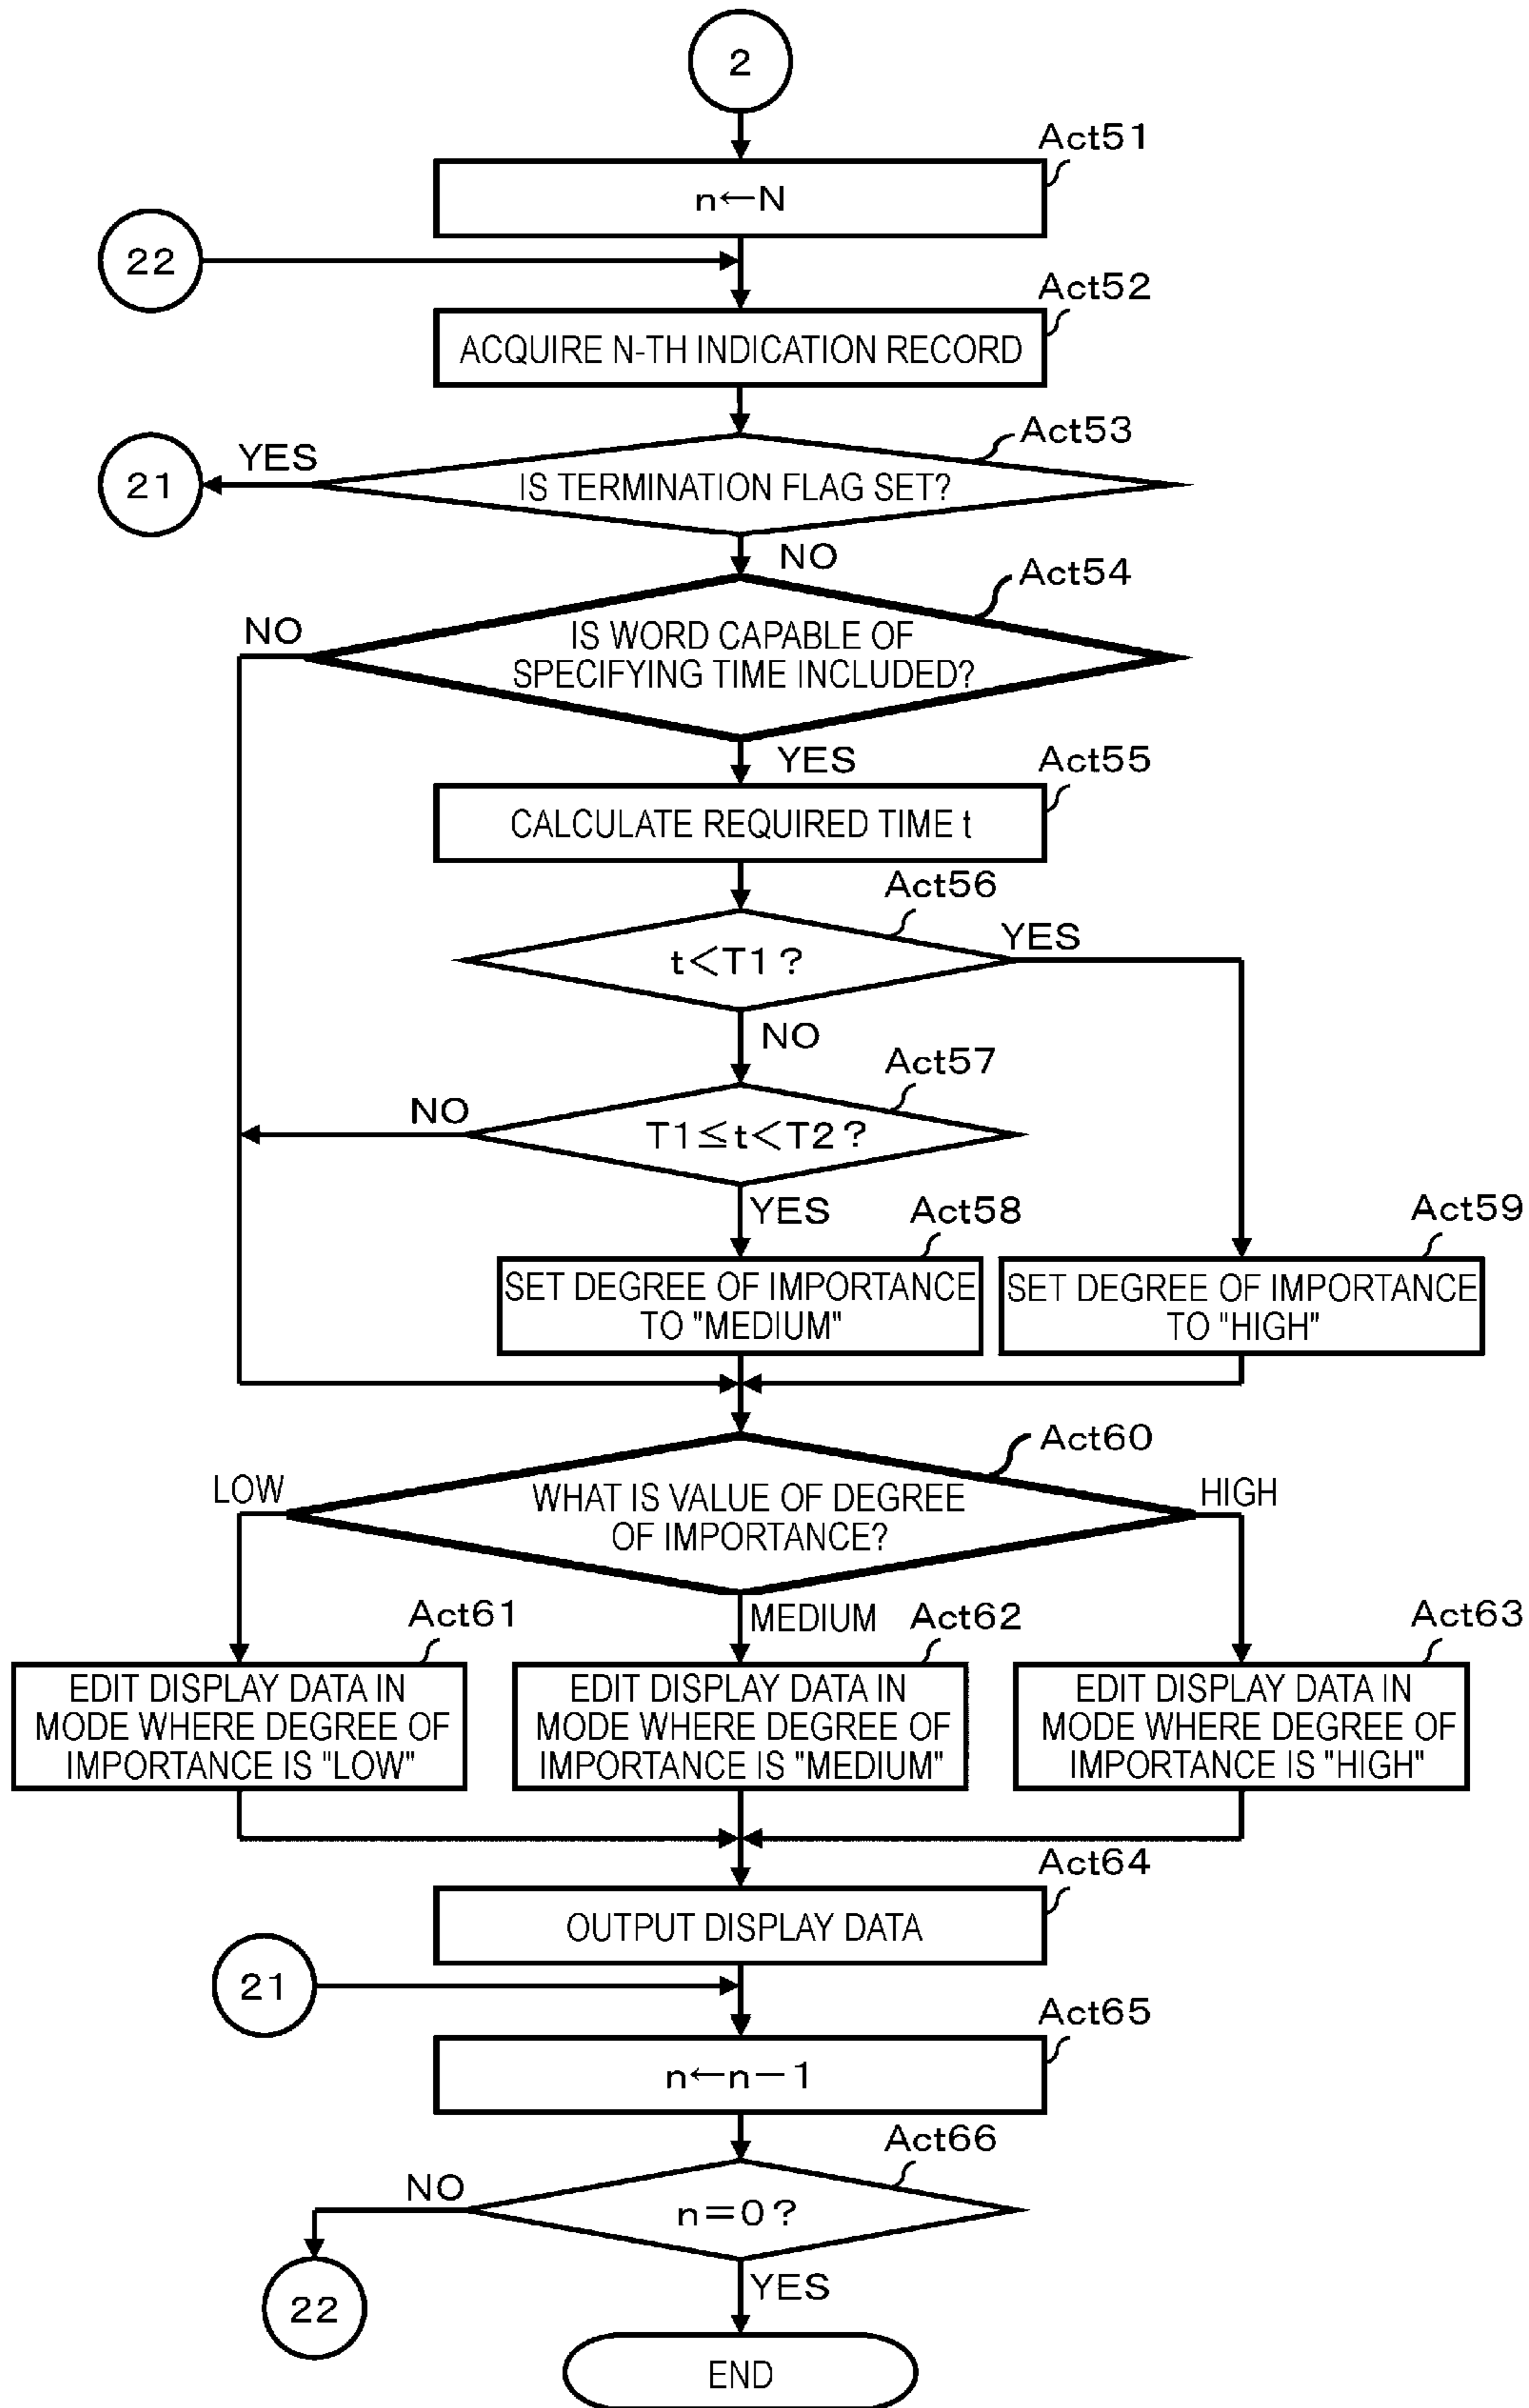 2
Act51
n←N
22
Act52
ACQUIRE N-TH INDICATION RECORD
Act53
YES
21
IS TERMINATION FLAG SET?
NO
Act54
NO
IS WORD CAPABLE OF
SPECIFYING TIME INCLUDED?
YES
Act55
CALCULATE REQUIRED TIME t
Act56
YES
t<T1?
NO
Act57
NO
T1≦t<T2?
YES
Act58
Act59
SET DEGREE OF IMPORTANCE
TO "MEDIUM"
SET DEGREE OF IMPORTANCE
TO "HIGH"
Act60
LOW
WHAT IS VALUE OF DEGREE
OF IMPORTANCE?
HIGH
Act61
MEDIUM
Act62
Act63
EDIT DISPLAY DATA IN
MODE WHERE DEGREE OF
IMPORTANCE IS "LOW"
EDIT DISPLAY DATA IN
MODE WHERE DEGREE OF
IMPORTANCE IS "MEDIUM"
EDIT DISPLAY DATA IN
MODE WHERE DEGREE OF
IMPORTANCE IS "HIGH"
Act64
OUTPUT DISPLAY DATA
21
Act65
n←n−1
Act66
NO
n=0?
22
YES
END